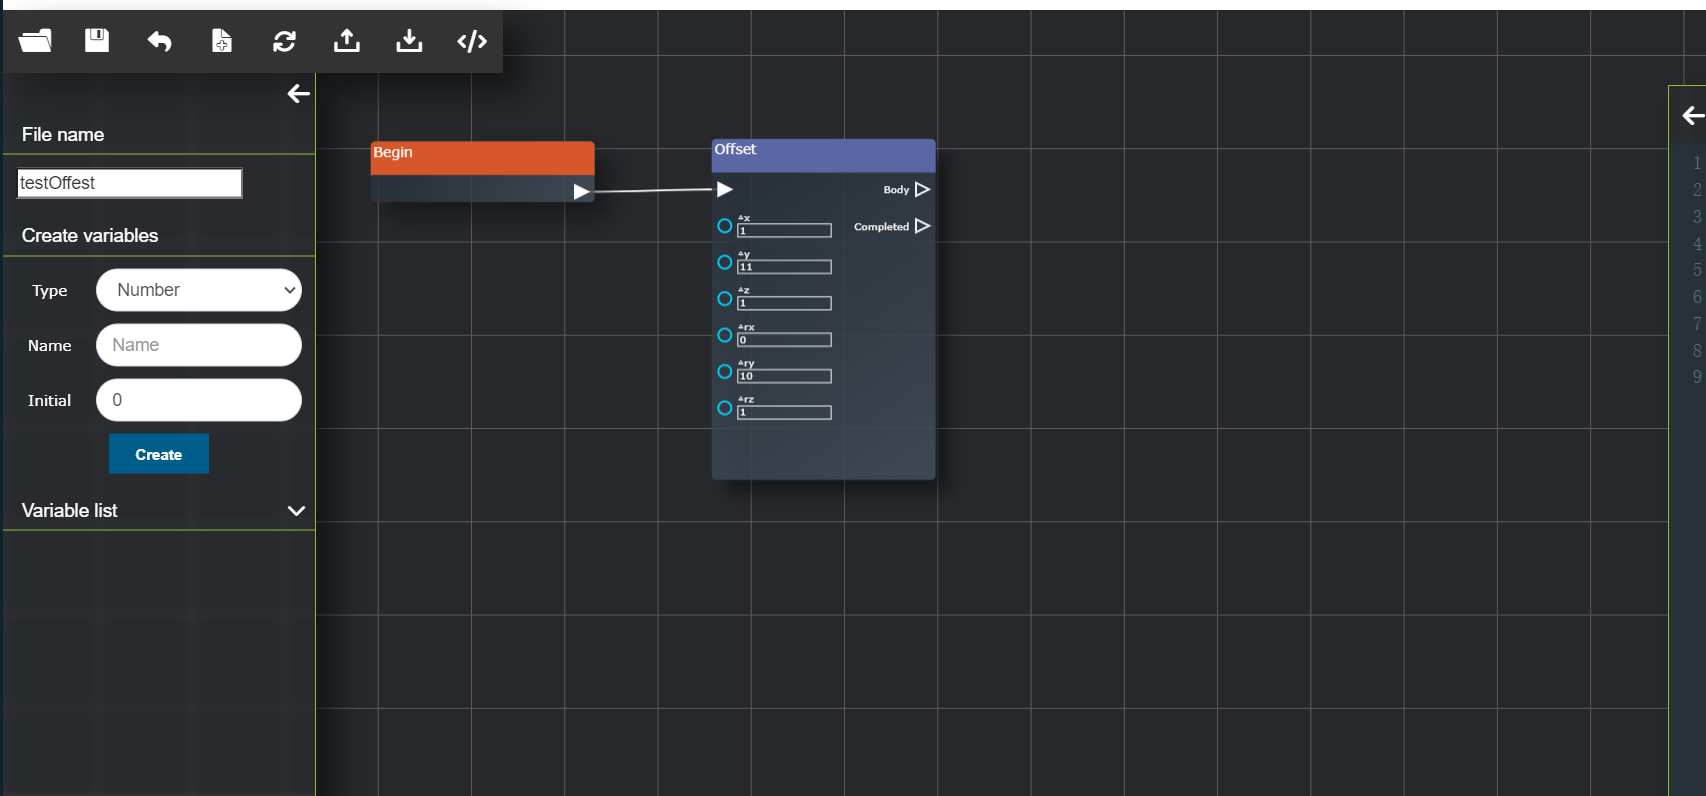 File name
testOffest
Create variables
Type Number
Name Name
Initial 0
Create
Variable list
Begin
Offset
Body
Completed
Δx
1
Δy
11
Δz
1
Δrx
0
Δry
10
Δrz
1
1
2
3
4
5
6
7
8
9